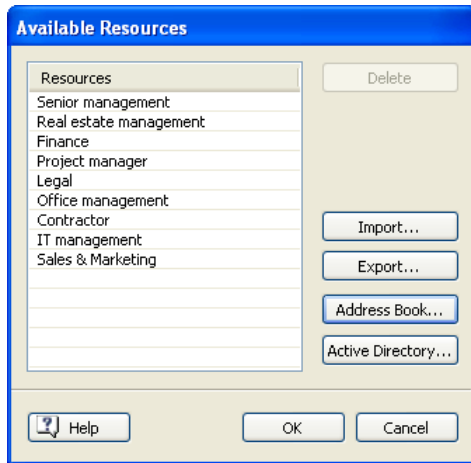 Available Resources
Resources
Senior management
Real estate management
Finance
Project manager
Legal
Office management
Contractor
IT management
Sales & Marketing
Delete
Import...
Export...
Address Book...
Active Directory...
Help
OK
Cancel